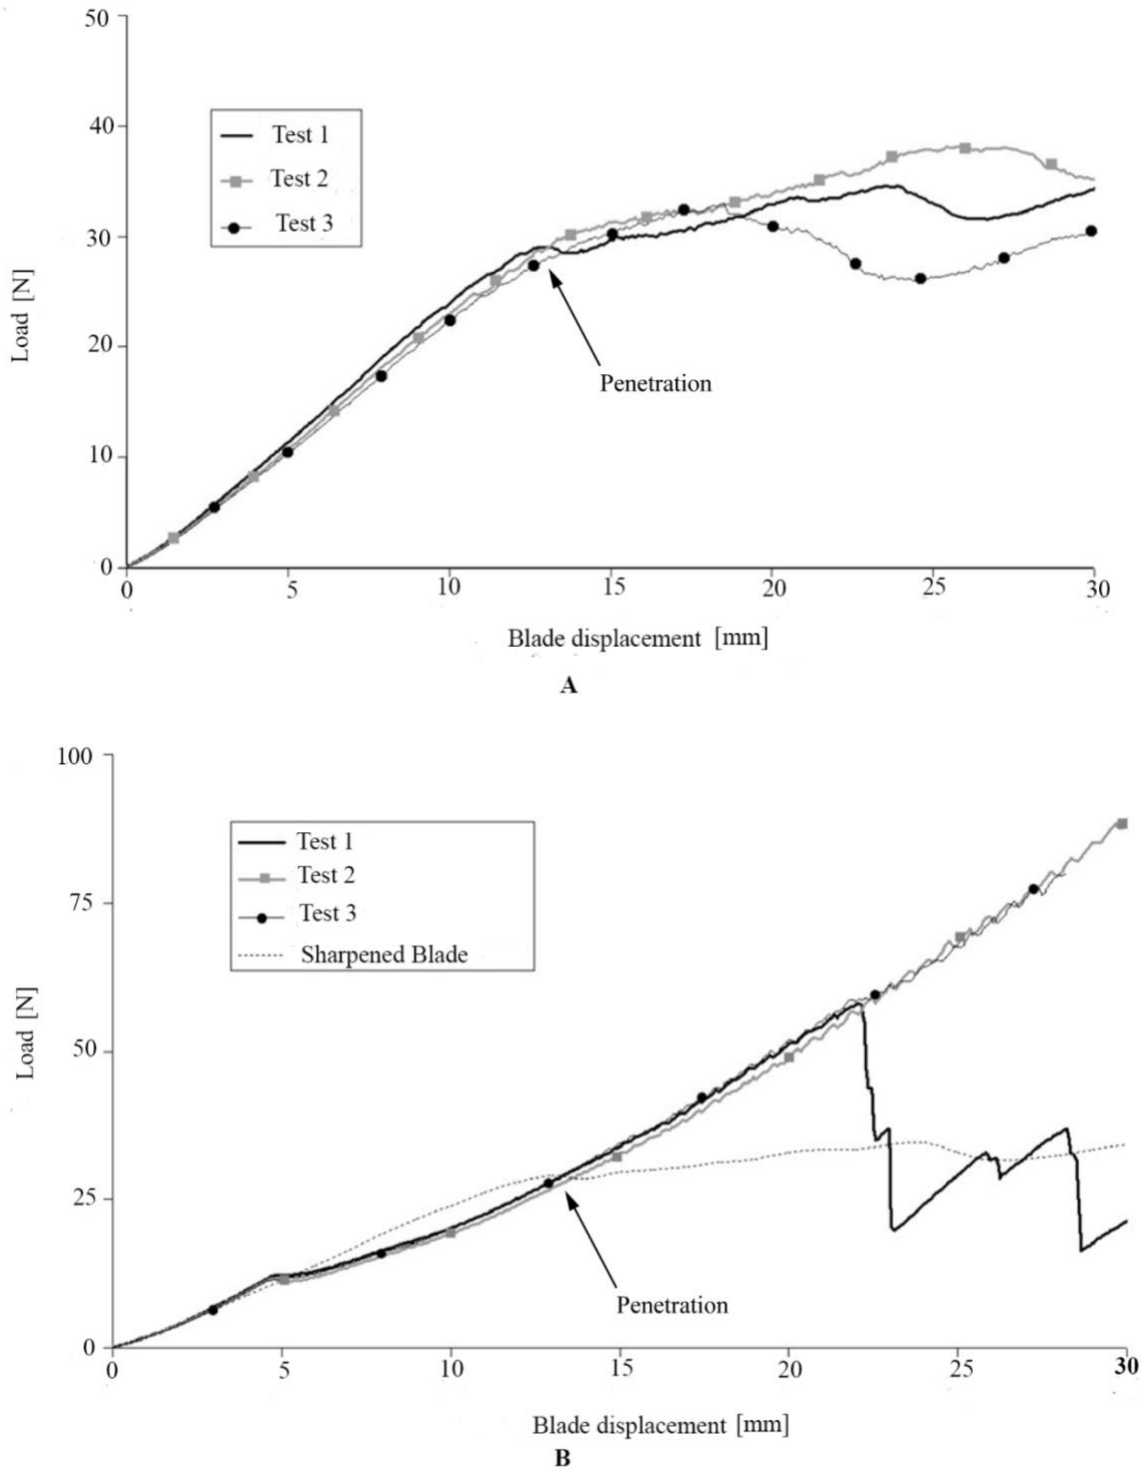 50
40
30
20
10
0
Load [N]
Test 1
Test 2
Test 3
Penetration
0 5 10 15 20 25 30
Blade displacement [mm]
A
100
75
50
25
0
Load [N]
Test 1
Test 2
Test 3
Sharpened Blade
Penetration
0 5 10 15 20 25 30
Blade displacement [mm]
B